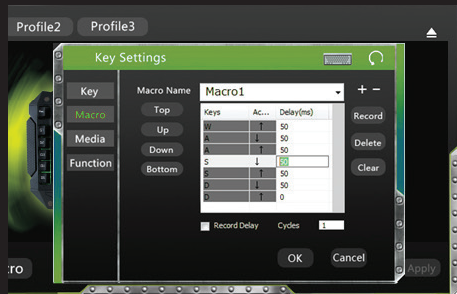 Profile2 Profile3
Key Settings
Key
Macro
Media
Function
Macro Name Macro1 + −
Top
Up
Down
Bottom
Keys Ac... Delay(ms)
W ↑ 50
A ↓ 50
A ↑ 50
S ↓ 50
S ↑ 50
D ↓ 50
D ↑ 0
Record
Delete
Clear
Record Delay Cycles 1
OK Cancel
cro Apply